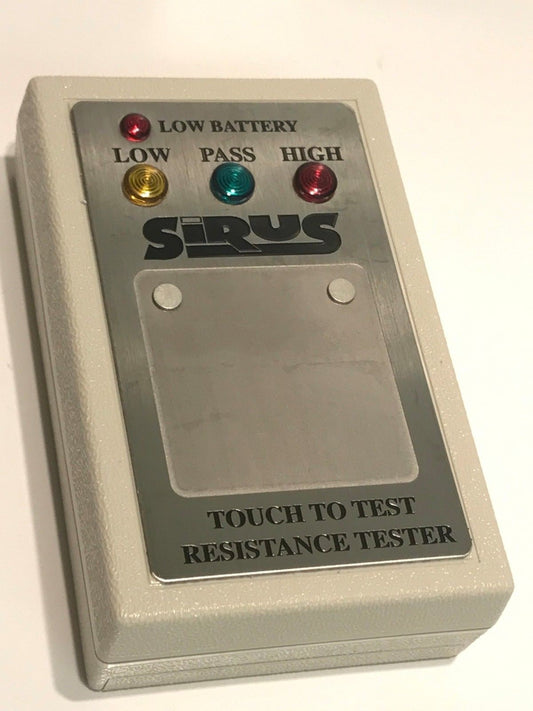 LOW BATTERY
LOW PASS HIGH
SiRUS
TOUCH TO TEST
RESISTANCE TESTER